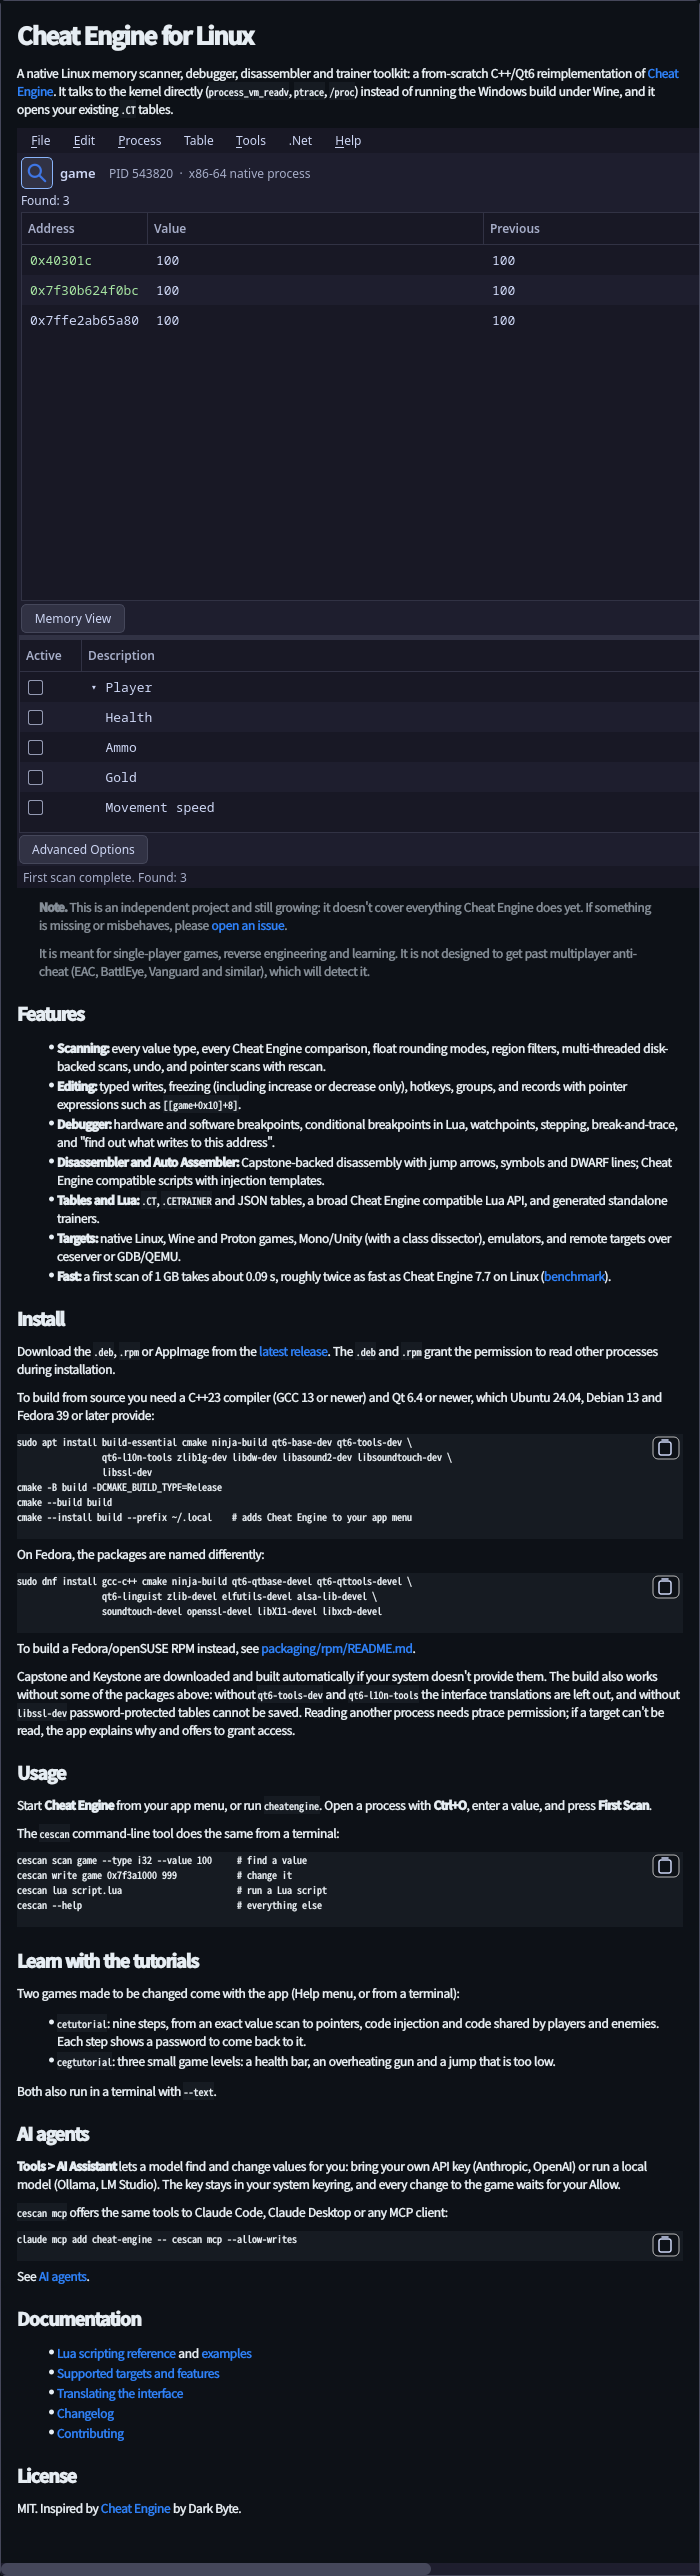 Cheat Engine for Linux
A native Linux memory scanner, debugger, disassembler and trainer toolkit: a from-scratch C++/Qt6 reimplementation of Cheat
Engine. It talks to the kernel directly (process_vm_readv, ptrace, /proc) instead of running the Windows build under Wine, and it
opens your existing .CT tables.
File Edit Process Table Tools .Net Help
game PID 543820 · x86-64 native process
Found: 3
Address Value Previous
0x40301c 100 100
0x7f30b624f0bc 100 100
0x7ffe2ab65a80 100 100
Memory View
Active Description
▾ Player
Health
Ammo
Gold
Movement speed
Advanced Options
First scan complete. Found: 3
Note. This is an independent project and still growing: it doesn't cover everything Cheat Engine does yet. If something
is missing or misbehaves, please open an issue.
It is meant for single-player games, reverse engineering and learning. It is not designed to get past multiplayer anti-
cheat (EAC, BattlEye, Vanguard and similar), which will detect it.
Features
• Scanning: every value type, every Cheat Engine comparison, float rounding modes, region filters, multi-threaded disk-
backed scans, undo, and pointer scans with rescan.
• Editing: typed writes, freezing (including increase or decrease only), hotkeys, groups, and records with pointer
expressions such as [[game+0x10]+8].
• Debugger: hardware and software breakpoints, conditional breakpoints in Lua, watchpoints, stepping, break-and-trace,
and "find out what writes to this address".
• Disassembler and Auto Assembler: Capstone-backed disassembly with jump arrows, symbols and DWARF lines; Cheat
Engine compatible scripts with injection templates.
• Tables and Lua: .CT, .CETRAINER and JSON tables, a broad Cheat Engine compatible Lua API, and generated standalone
trainers.
• Targets: native Linux, Wine and Proton games, Mono/Unity (with a class dissector), emulators, and remote targets over
ceserver or GDB/QEMU.
• Fast: a first scan of 1 GB takes about 0.09 s, roughly twice as fast as Cheat Engine 7.7 on Linux (benchmark).
Install
Download the .deb, .rpm or AppImage from the latest release. The .deb and .rpm grant the permission to read other processes
during installation.
To build from source you need a C++23 compiler (GCC 13 or newer) and Qt 6.4 or newer, which Ubuntu 24.04, Debian 13 and
Fedora 39 or later provide:
sudo apt install build-essential cmake ninja-build qt6-base-dev qt6-tools-dev \
qt6-l10n-tools zlib1g-dev libdw-dev libasound2-dev libsoundtouch-dev \
libssl-dev
cmake -B build -DCMAKE_BUILD_TYPE=Release
cmake --build build
cmake --install build --prefix ~/.local # adds Cheat Engine to your app menu
On Fedora, the packages are named differently:
sudo dnf install gcc-c++ cmake ninja-build qt6-qtbase-devel qt6-qttools-devel \
qt6-linguist zlib-devel elfutils-devel alsa-lib-devel \
soundtouch-devel openssl-devel libX11-devel libxcb-devel
To build a Fedora/openSUSE RPM instead, see packaging/rpm/README.md.
Capstone and Keystone are downloaded and built automatically if your system doesn't provide them. The build also works
without some of the packages above: without qt6-tools-dev and qt6-l10n-tools the interface translations are left out, and without
libssl-dev password-protected tables cannot be saved. Reading another process needs ptrace permission; if a target can't be
read, the app explains why and offers to grant access.
Usage
Start Cheat Engine from your app menu, or run cheatengine. Open a process with Ctrl+O, enter a value, and press First Scan.
The cescan command-line tool does the same from a terminal:
cescan scan game --type i32 --value 100 # find a value
cescan write game 0x7f3a1000 999 # change it
cescan lua script.lua # run a Lua script
cescan --help # everything else
Learn with the tutorials
Two games made to be changed come with the app (Help menu, or from a terminal):
• cetutorial: nine steps, from an exact value scan to pointers, code injection and code shared by players and enemies.
Each step shows a password to come back to it.
• cegtutorial: three small game levels: a health bar, an overheating gun and a jump that is too low.
Both also run in a terminal with --text.
AI agents
Tools > AI Assistant lets a model find and change values for you: bring your own API key (Anthropic, OpenAI) or run a local
model (Ollama, LM Studio). The key stays in your system keyring, and every change to the game waits for your Allow.
cescan mcp offers the same tools to Claude Code, Claude Desktop or any MCP client:
claude mcp add cheat-engine -- cescan mcp --allow-writes
See AI agents.
Documentation
• Lua scripting reference and examples
• Supported targets and features
• Translating the interface
• Changelog
• Contributing
License
MIT. Inspired by Cheat Engine by Dark Byte.